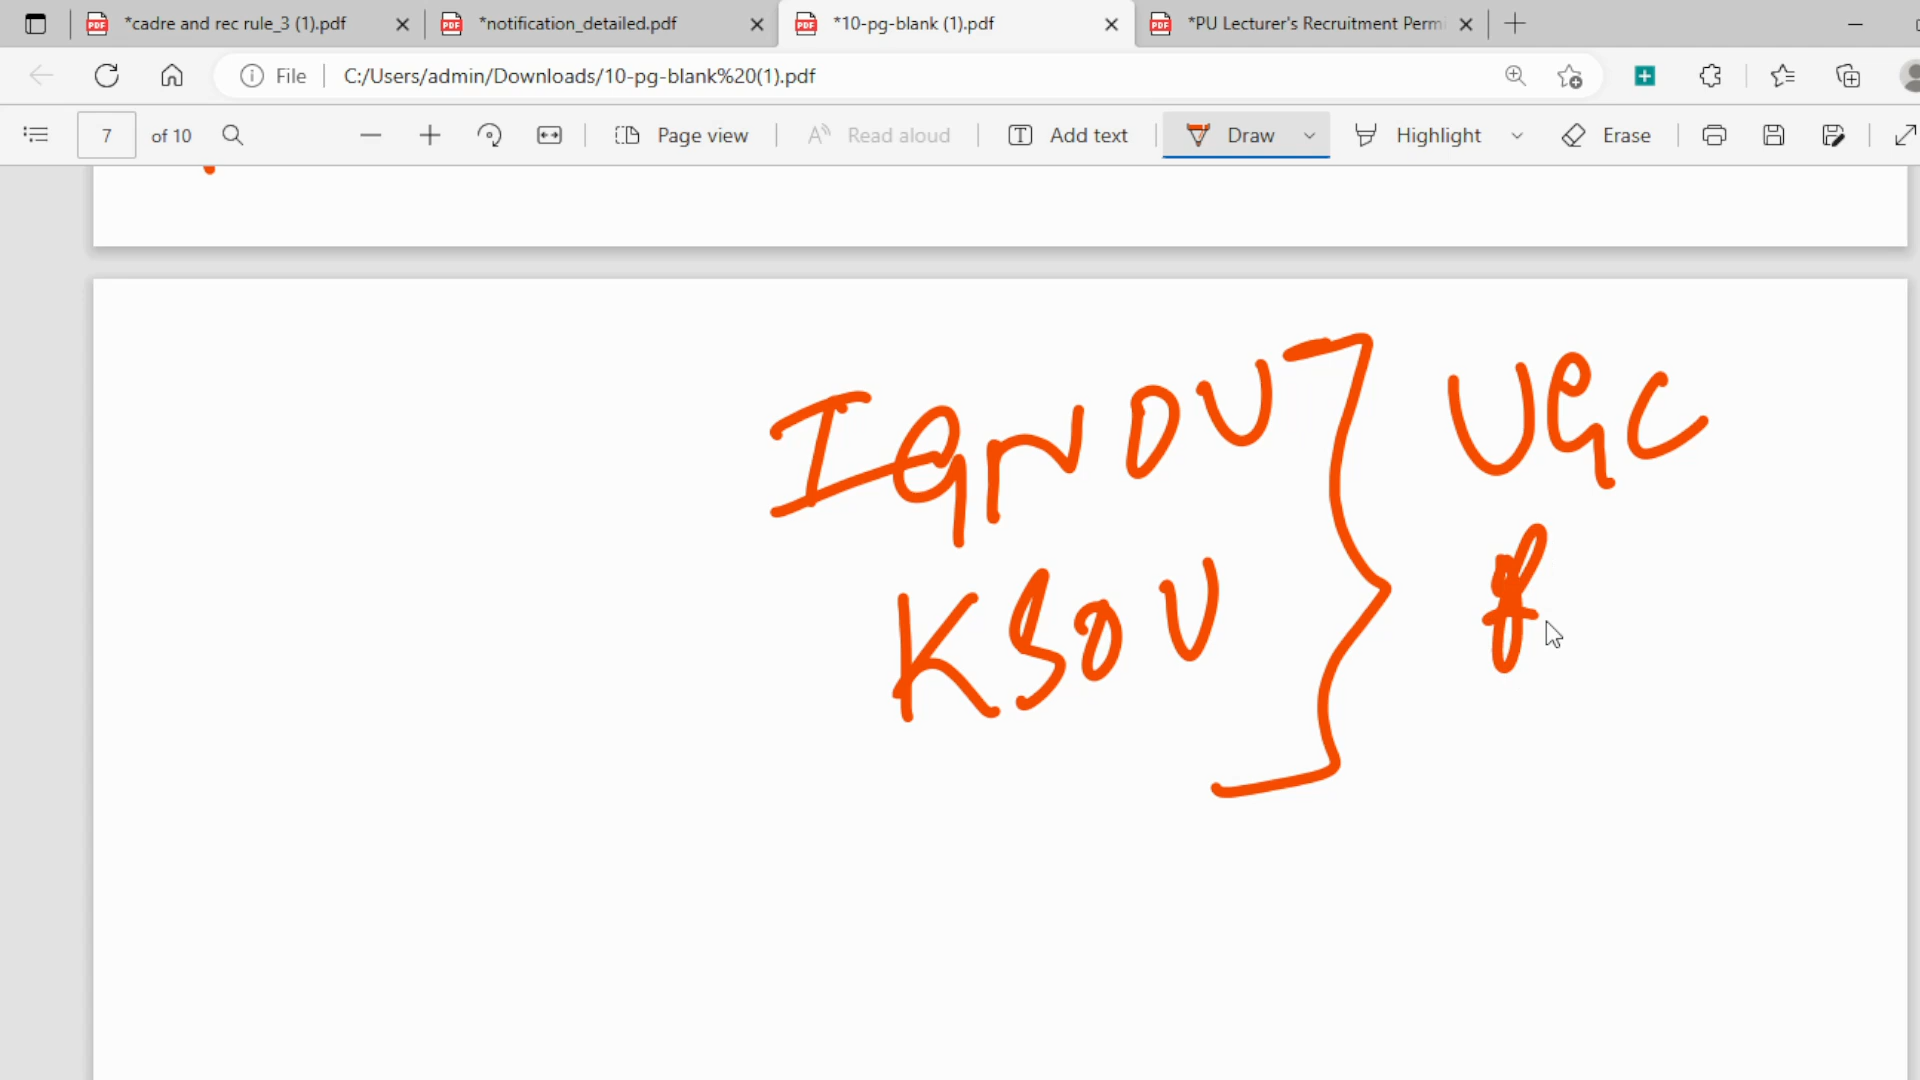 *cadre and rec rule_3 (1).pdf
*notification_detailed.pdf
*10-pg-blank (1).pdf
*PU Lecturer's Recruitment Permi
File
C:/Users/admin/Downloads/10-pg-blank%20(1).pdf
7 of 10
Page view
Read aloud
Add text
Draw
Highlight
Erase
IGNOU
UGC
KSOU